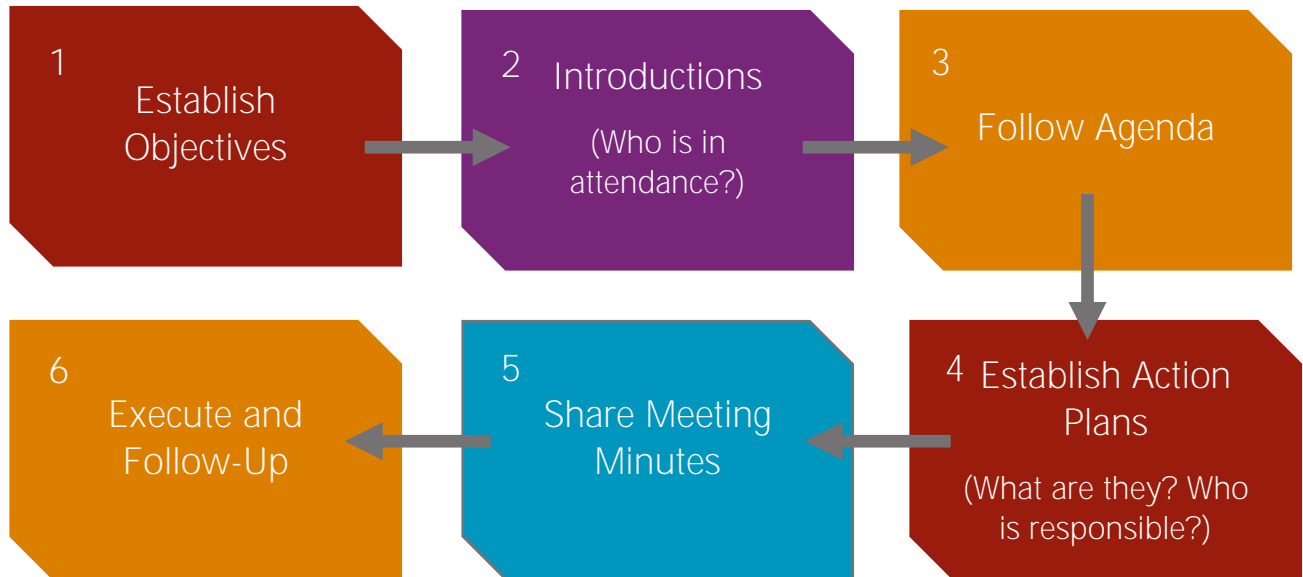 1
Establish
Objectives
2
Introductions
(Who is in
attendance?)
3
Follow Agenda
4
Establish Action
Plans
(What are they? Who
is responsible?)
5
Share Meeting
Minutes
6
Execute and
Follow-Up